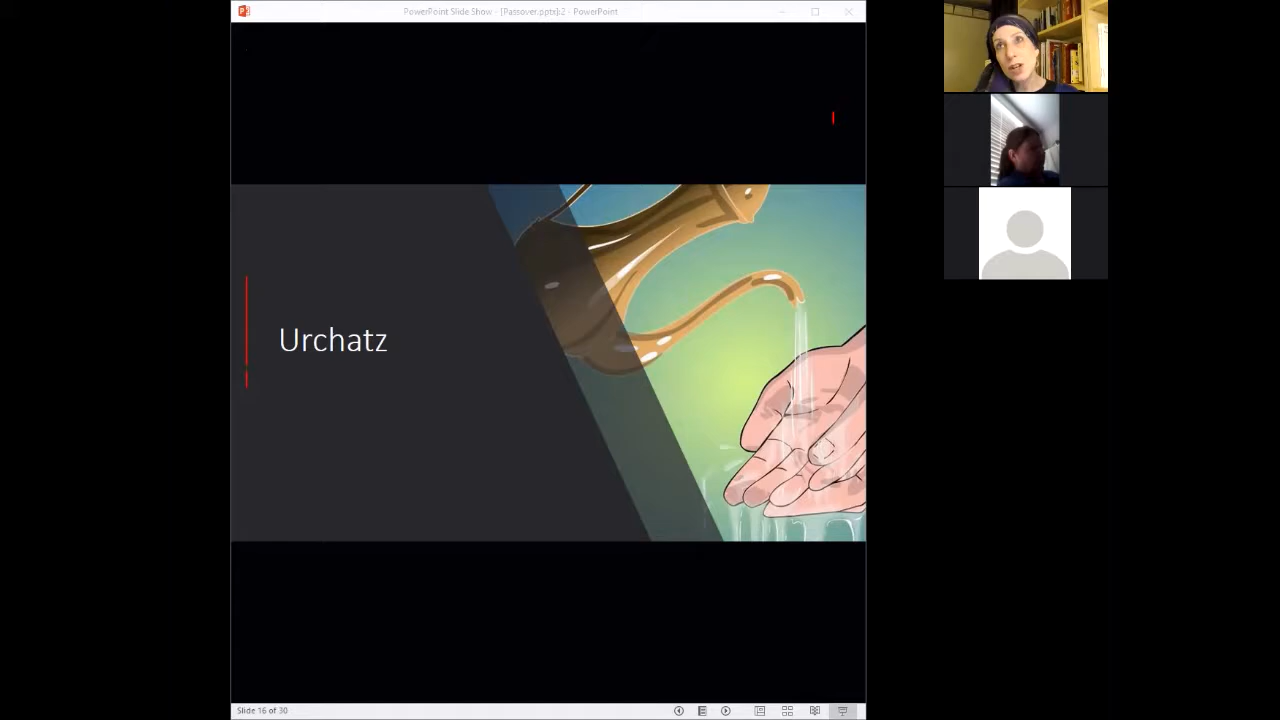 PowerPoint Slide Show - [Passover.pptx]:2 - PowerPoint
Urchatz
Slide 16 of 30